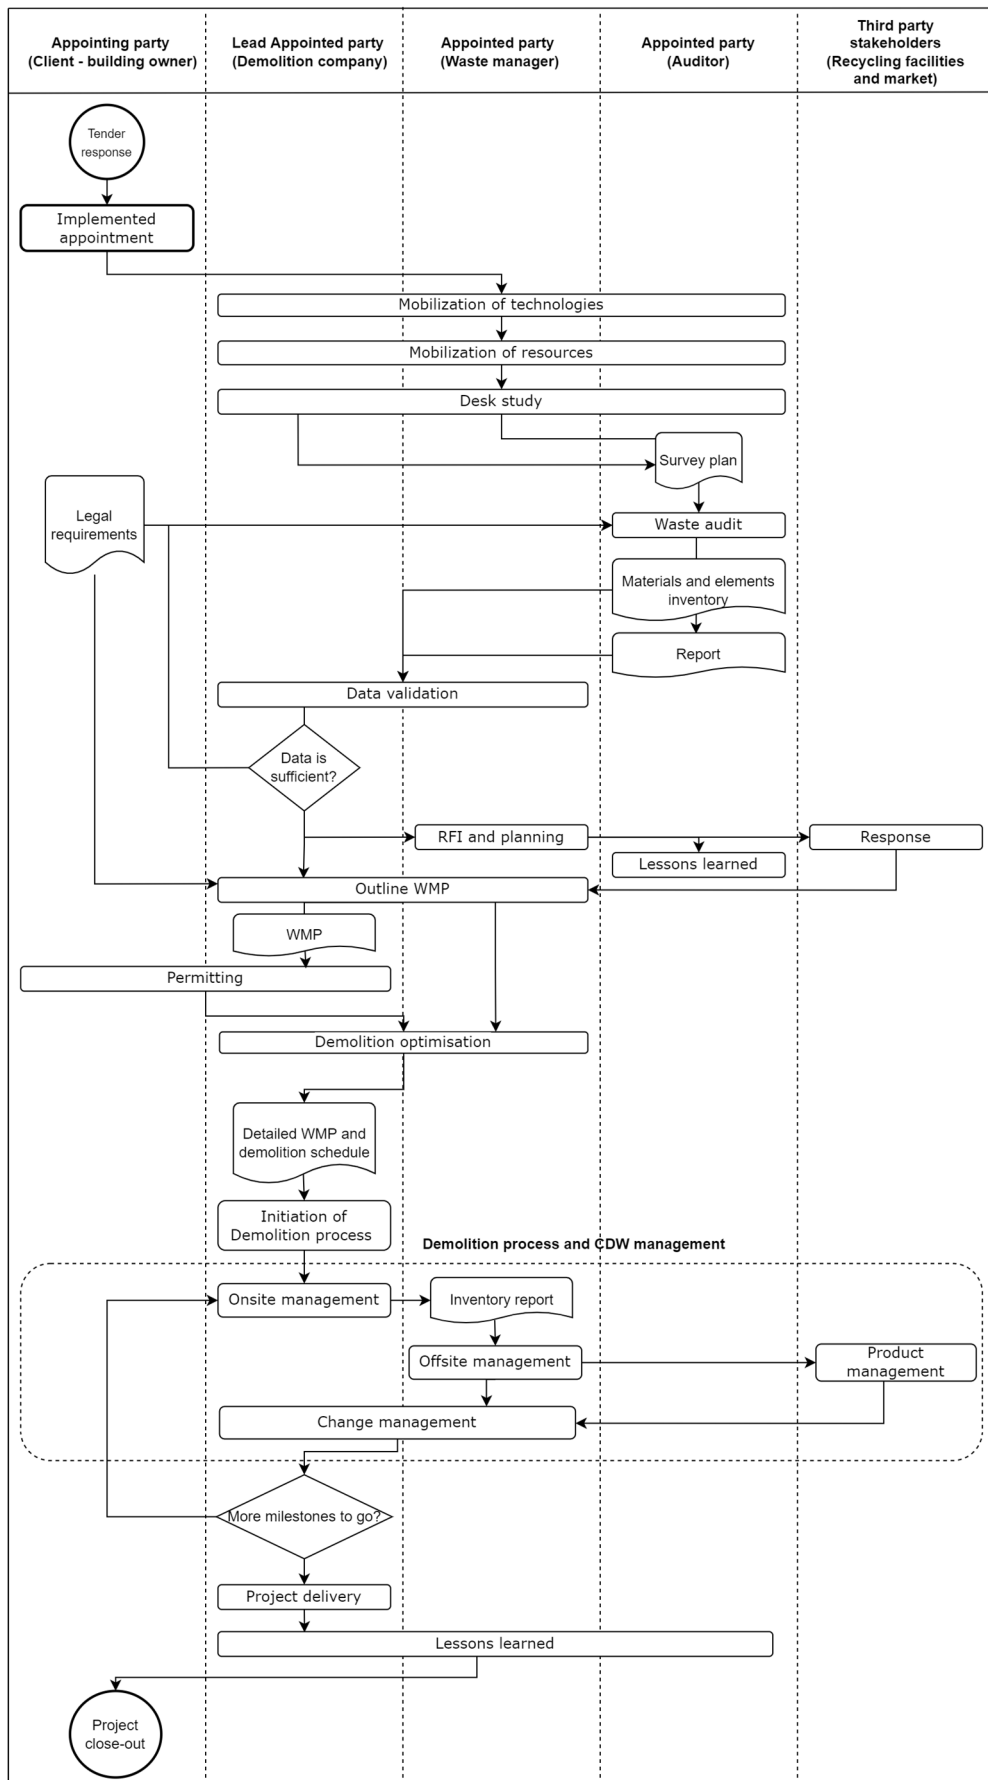 Appointing party
(Client - building owner)
Lead Appointed party
(Demolition company)
Appointed party
(Waste manager)
Appointed party
(Auditor)
Third party
stakeholders
(Recycling facilities
and market)
Tender
response
Implemented
appointment
Mobilization of technologies
Mobilization of resources
Desk study
Survey plan
Legal
requirements
Waste audit
Materials and elements
inventory
Report
Data validation
Data is
sufficient?
RFI and planning
Response
Lessons learned
Outline WMP
WMP
Permitting
Demolition optimisation
Detailed WMP and
demolition schedule
Initiation of
Demolition process
Demolition process and CDW management
Onsite management
Inventory report
Offsite management
Product
management
Change management
More milestones to go?
Project delivery
Lessons learned
Project
close-out